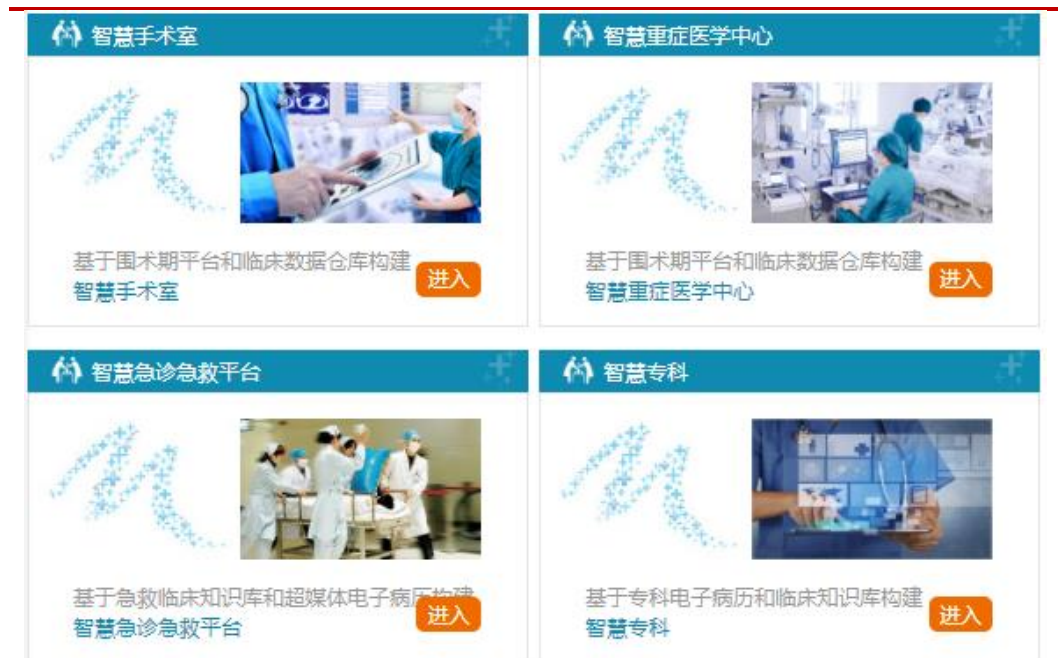 智慧手术室
智慧重症医学中心
基于围术期平台和临床数据仓库构建
智慧手术室
进入
基于围术期平台和临床数据仓库构建
智慧重症医学中心
进入
智慧急诊急救平台
智慧专科
基于急救临床知识库和超媒体电子病历构建
智慧急诊急救平台
进入
基于专科电子病历和临床知识库构建
智慧专科
进入